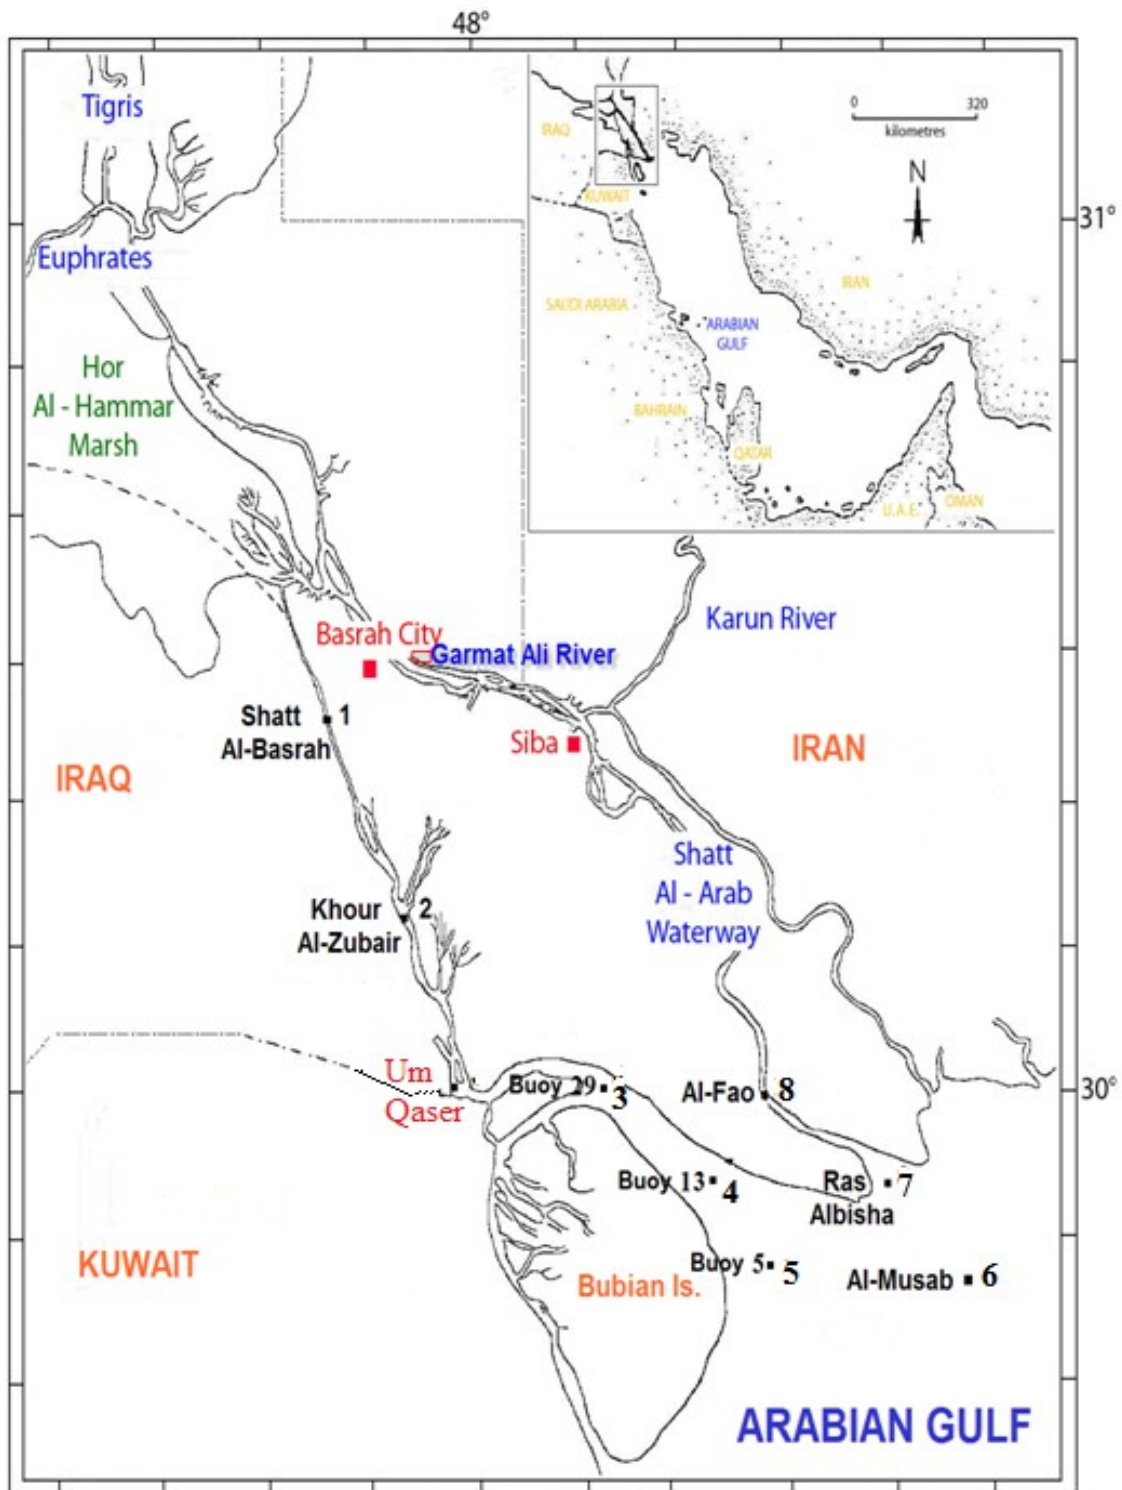 48°
Tigris
0 320
kilometres
IRAQ
N
KUWAIT
31°
Euphrates
IRAN
SAUDI ARABIA
ARABIAN
GULF
Hor
Al - Hammar
Marsh
BAHRAIN
QATAR
U.A.E.
OMAN
Karun River
Basrah City
Garmat Ali River
Shatt
Al-Basrah
1
Siba
IRAN
IRAQ
Shatt
Al - Arab
Waterway
Khour
Al-Zubair
2
Um
Qaser
Buoy 29
3
Al-Fao
8
30°
Buoy 13
4
Ras
Albisha
7
KUWAIT
Bubian Is.
Buoy 5
5
Al-Musab
6
ARABIAN GULF